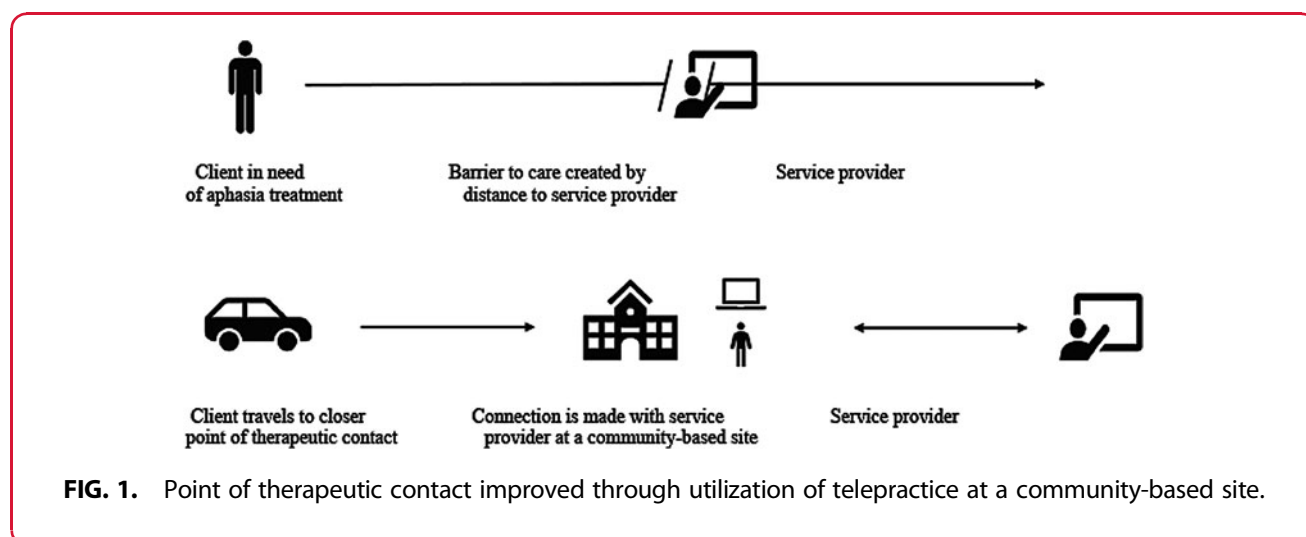 Client in need
of aphasia treatment
Barrier to care created by
distance to service provider
Service provider
Client travels to closer
point of therapeutic contact
Connection is made with service
provider at a community-based site
Service provider
FIG. 1. Point of therapeutic contact improved through utilization of telepractice at a community-based site.